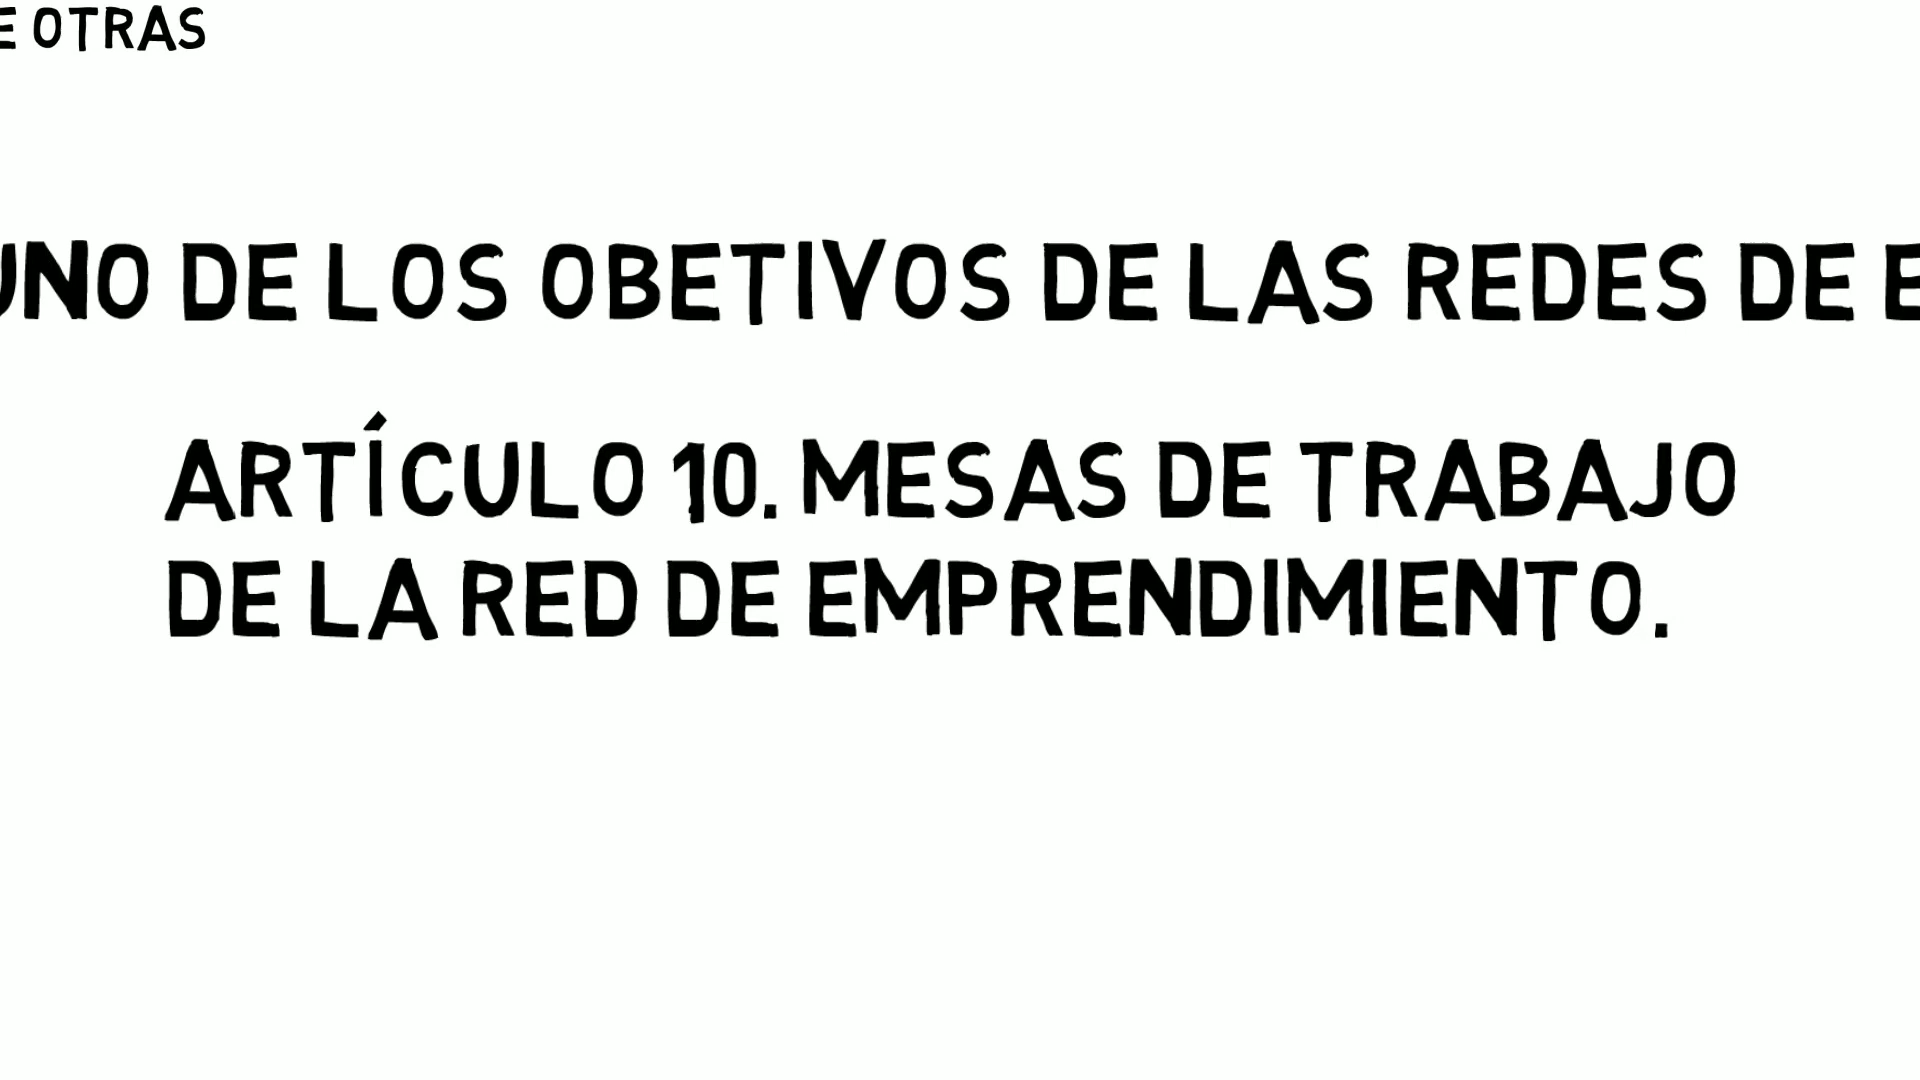 E OTRAS
UNO DE LOS OBETIVOS DE LAS REDES DE E
ARTÍCULO 10. MESAS DE TRABAJO
DE LA RED DE EMPRENDIMIENTO.